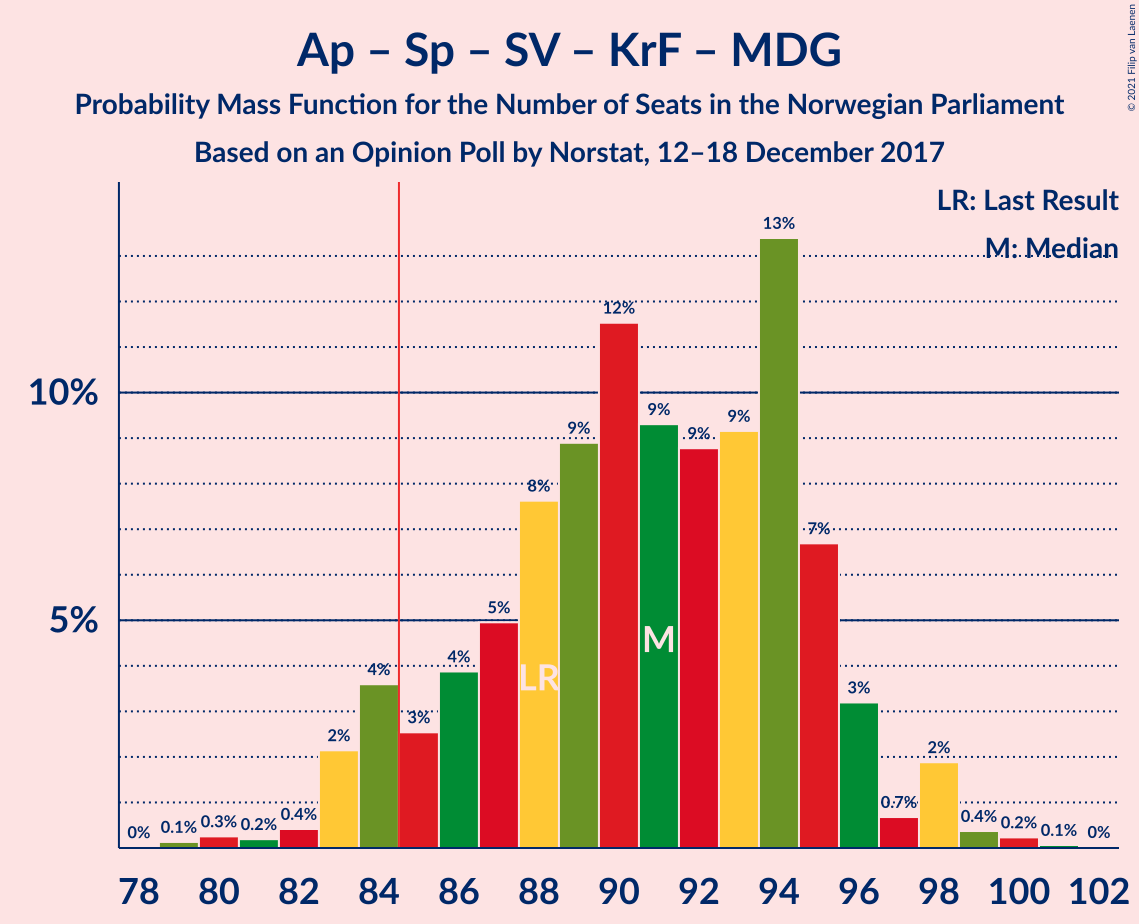 © 2021 Filip van Laenen
Ap – Sp – SV – KrF – MDG
Probability Mass Function for the Number of Seats in the Norwegian Parliament
Based on an Opinion Poll by Norstat, 12–18 December 2017
LR: Last Result
M: Median
10%
5%
0% 0.1% 0.3% 0.2% 0.4% 2% 4% 3% 4% 5% 8% 9% 12% 9% 9% 9% 13% 7% 3% 0.7% 2% 0.4% 0.2% 0.1% 0%
LR M
78 80 82 84 86 88 90 92 94 96 98 100 102